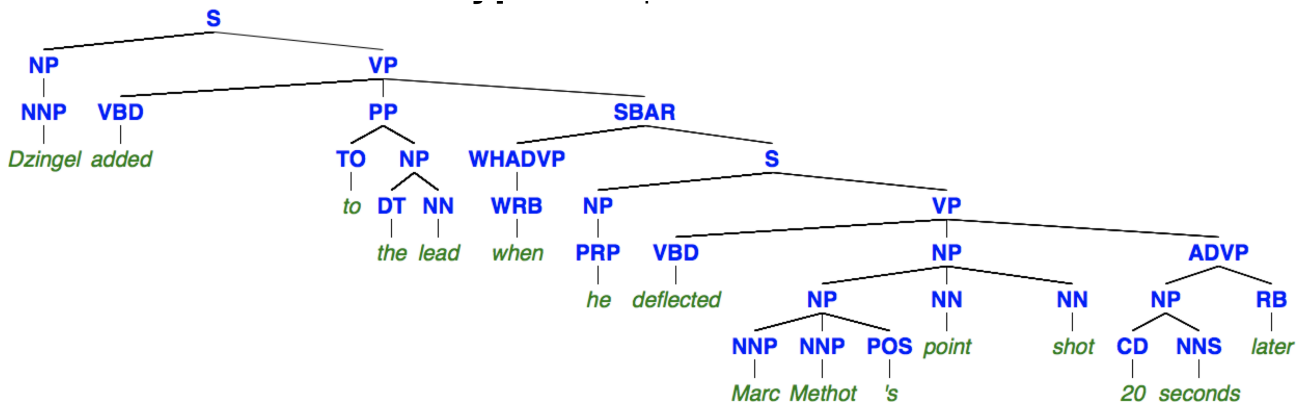 S
NP VP
NNP VBD PP SBAR
Dzingel added TO NP WHADVP S
to DT NN WRB NP VP
the lead when PRP VBD NP ADVP
he deflected NP NN NN NP RB
NNP NNP POS point shot CD NNS later
Marc Methot 's 20 seconds